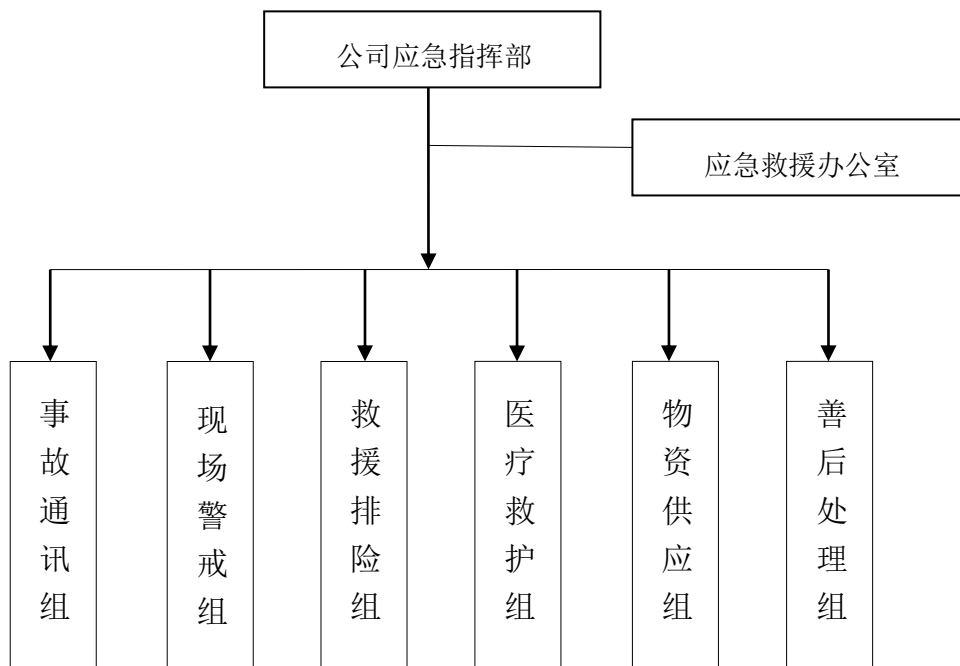 公司应急指挥部
应急救援办公室
事故通讯组
现场警戒组
救援排险组
医疗救护组
物资供应组
善后处理组